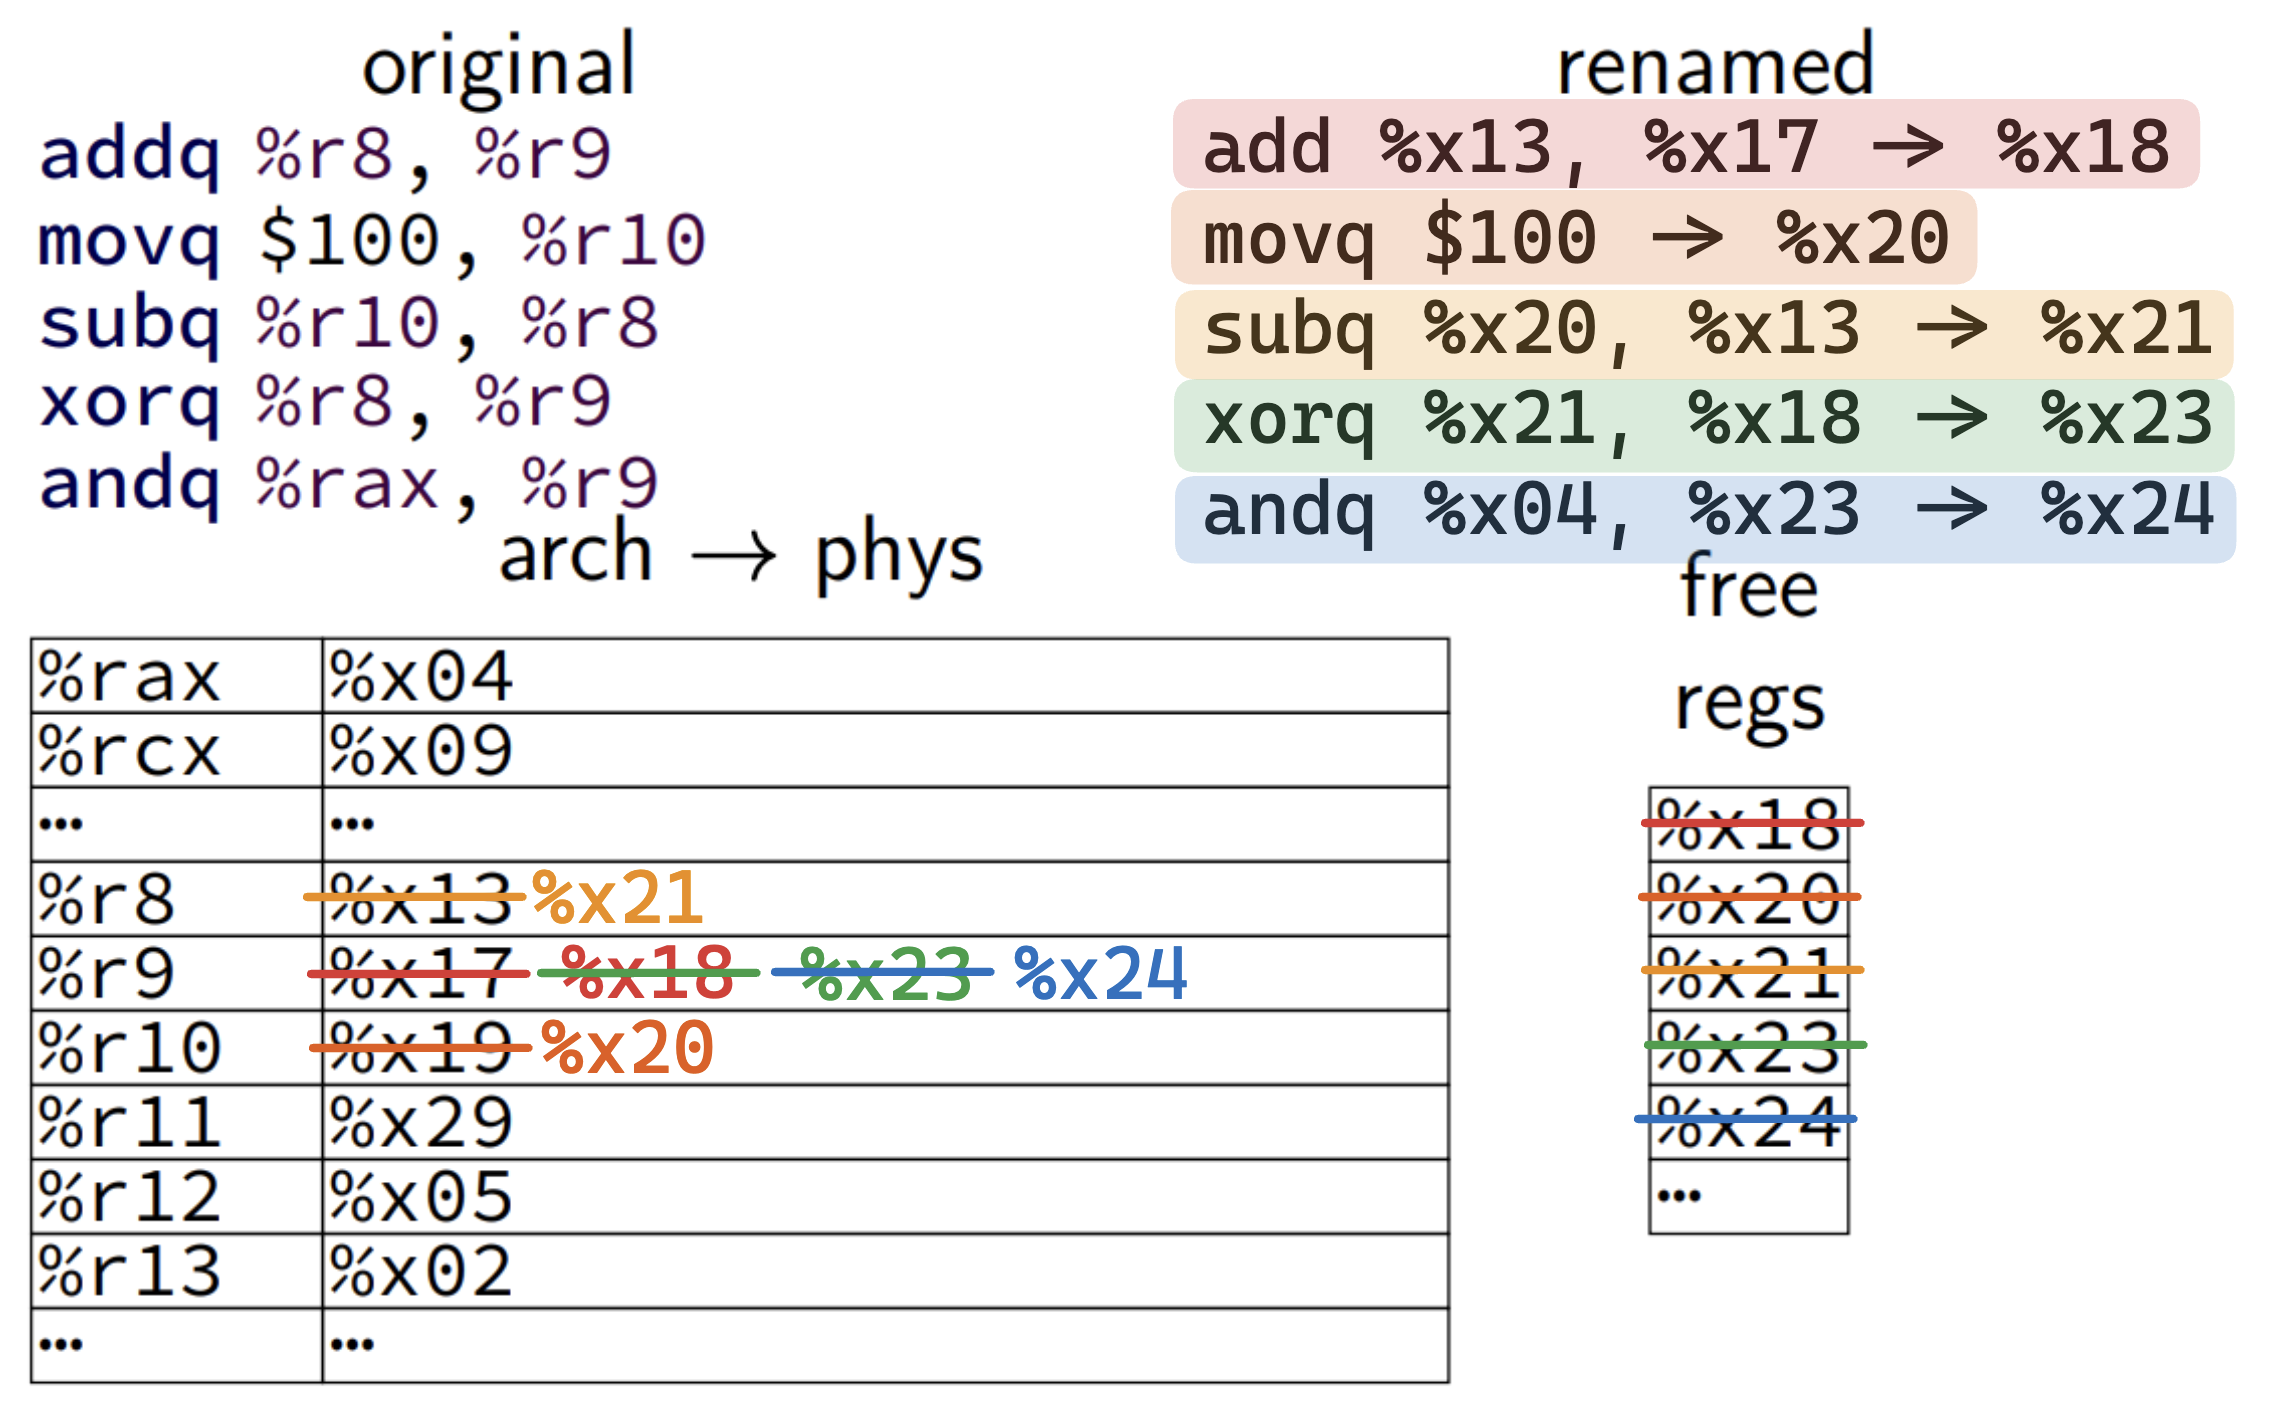 original
addq %r8, %r9
movq $100, %r10
subq %r10, %r8
xorq %r8, %r9
andq %rax, %r9
renamed
add %x13, %x17 → %x18
movq $100 → %x20
subq %x20, %x13 → %x21
xorq %x21, %x18 → %x23
andq %x04, %x23 → %x24
arch → phys
%rax %x04
%rcx %x09
… …
%r8 %x13 %x21
%r9 %x17 %x18 %x23 %x24
%r10 %x19 %x20
%r11 %x29
%r12 %x05
%r13 %x02
… …
free
regs
%x18
%x20
%x21
%x23
%x24
…